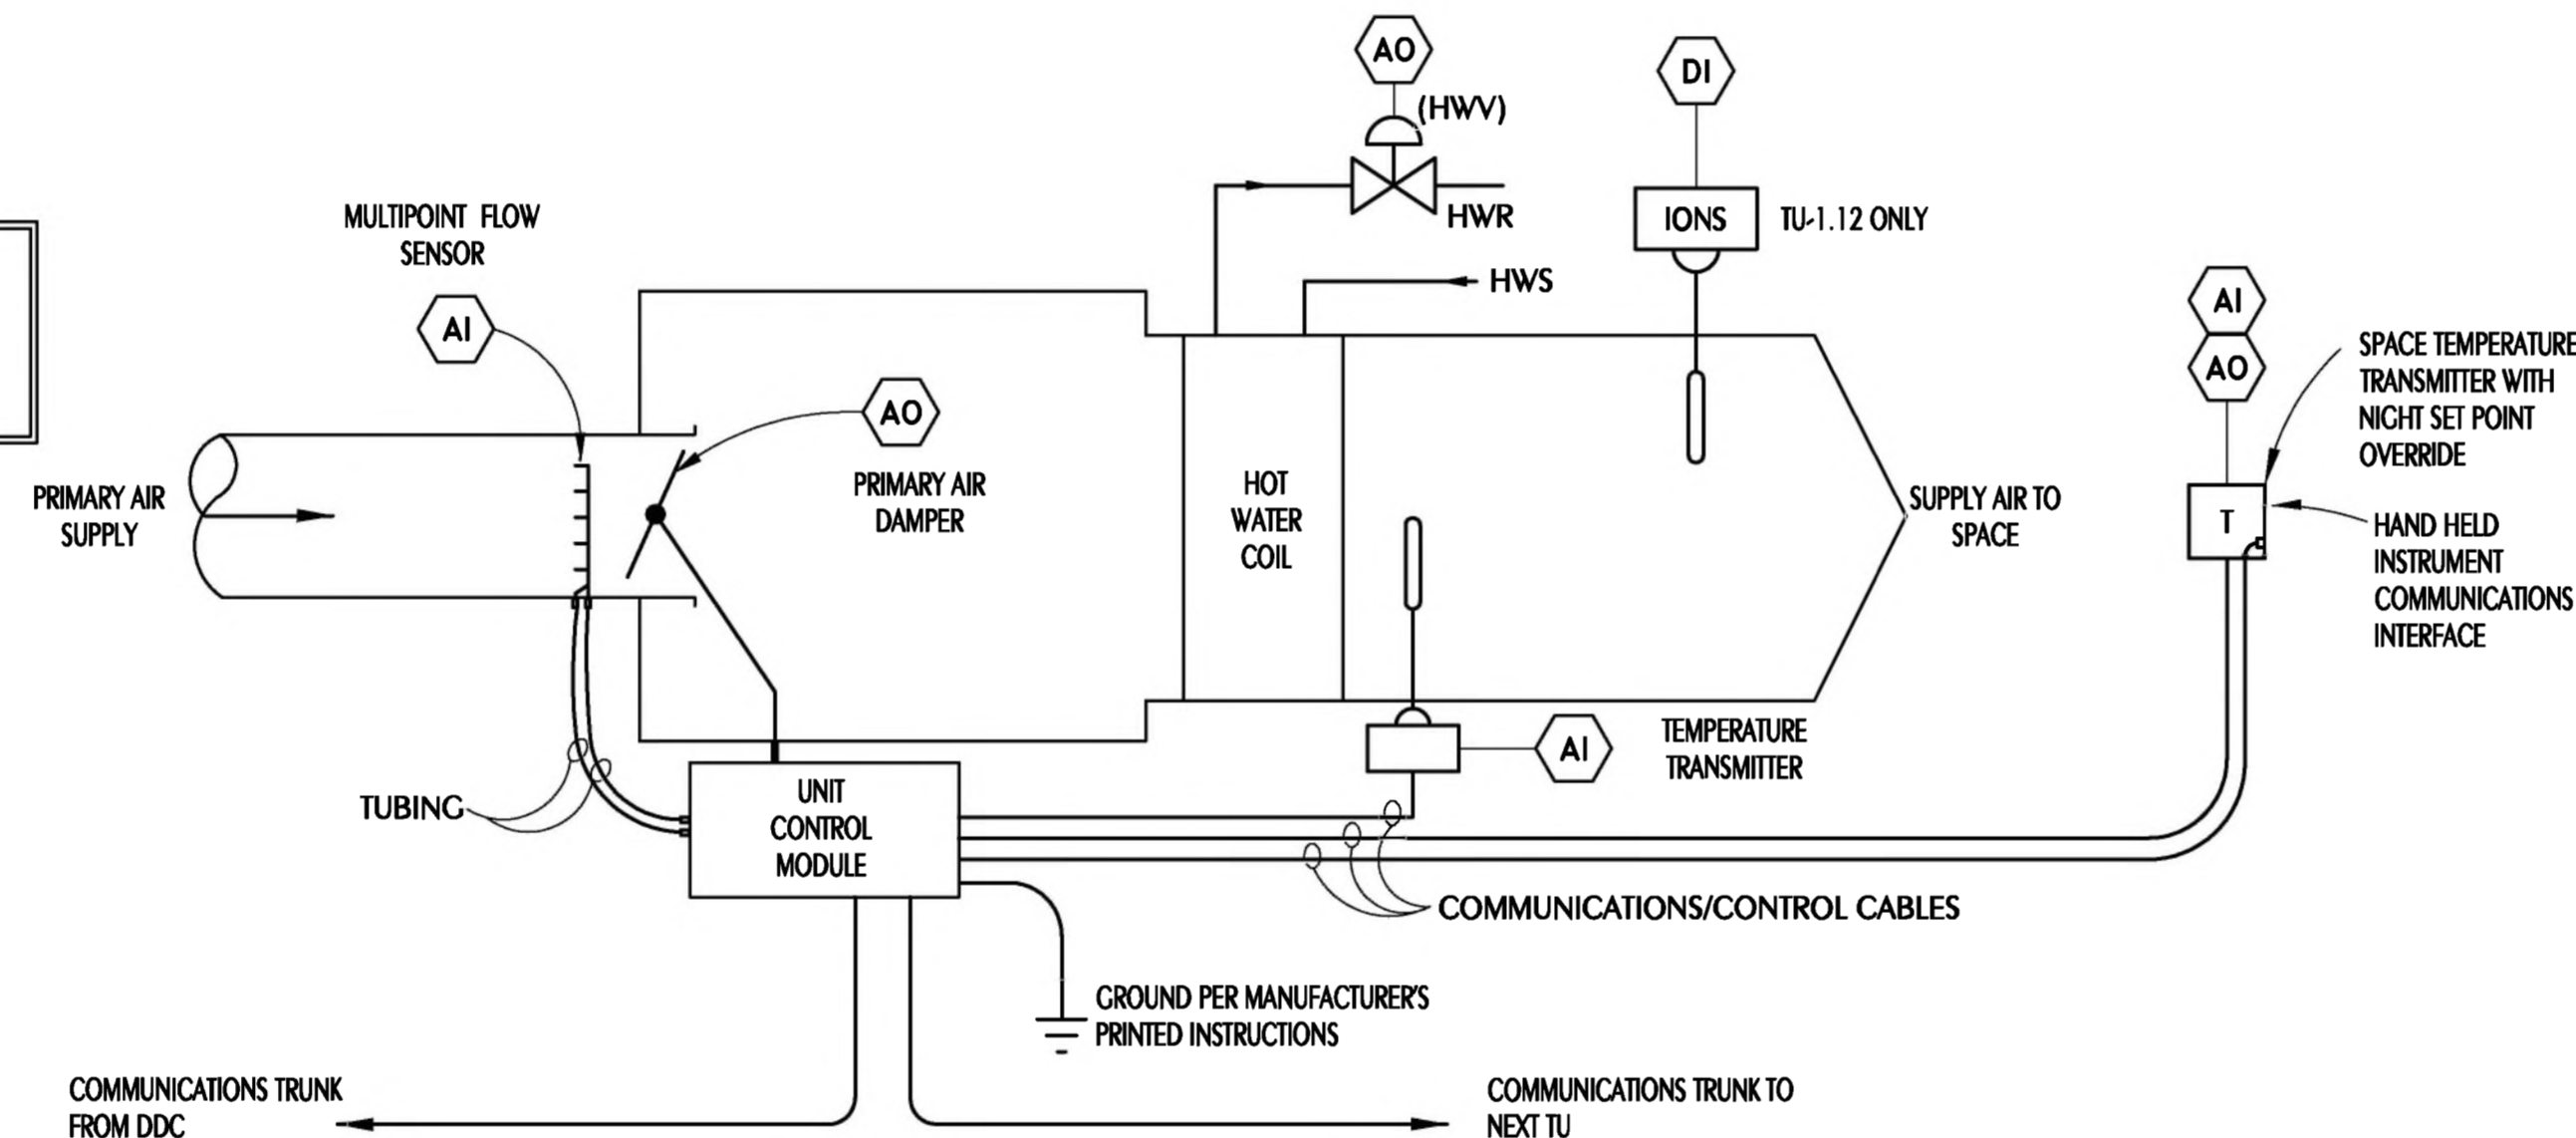 AO
(HWV)
HWR
DI
IONS
TU-1.12 ONLY
HWS
MULTIPOINT FLOW
SENSOR
AI
AO
PRIMARY AIR
DAMPER
PRIMARY AIR
SUPPLY
HOT
WATER
COIL
SUPPLY AIR TO
SPACE
AI
AO
SPACE TEMPERATURE
TRANSMITTER WITH
NIGHT SET POINT
OVERRIDE
T
HAND HELD
INSTRUMENT
COMMUNICATIONS
INTERFACE
AI
TEMPERATURE
TRANSMITTER
TUBING
UNIT
CONTROL
MODULE
COMMUNICATIONS/CONTROL CABLES
GROUND PER MANUFACTURER'S
PRINTED INSTRUCTIONS
COMMUNICATIONS TRUNK
FROM DDC
COMMUNICATIONS TRUNK TO
NEXT TU